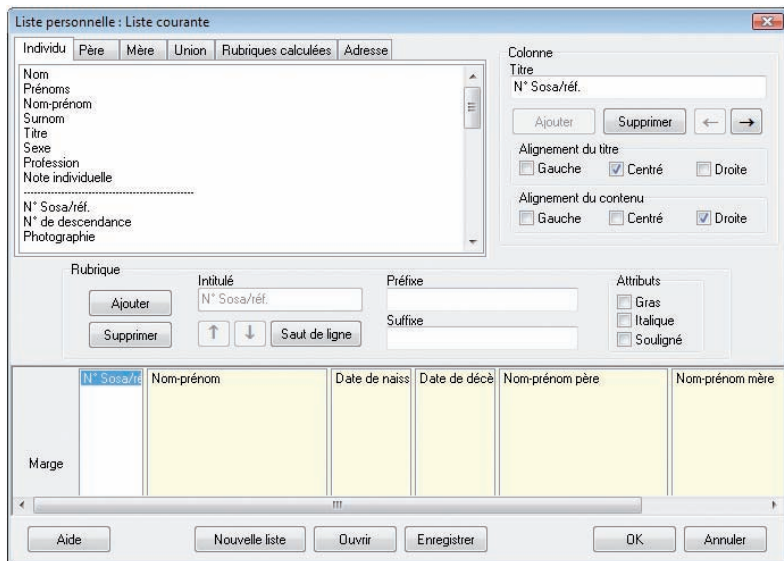 Liste personnelle : Liste courante
Individu Père Mère Union Rubriques calculées Adresse
Nom
Prénoms
Nom-prénom
Surnom
Titre
Sexe
Profession
Note individuelle
N° Sosa/réf.
N° de descendance
Photographie
Colonne
Titre
N° Sosa/réf.
Ajouter Supprimer ← →
Alignement du titre
Gauche Centré Droite
Alignement du contenu
Gauche Centré Droite
Rubrique
Intitulé Préfixe Attributs
Ajouter N° Sosa/réf. Gras
Suffixe Italique
Supprimer ↑ ↓ Saut de ligne Souligné
N° Sosa/ré Nom-prénom Date de naiss Date de décè Nom-prénom père Nom-prénom mère
Marge
Aide Nouvelle liste Ouvrir Enregistrer OK Annuler